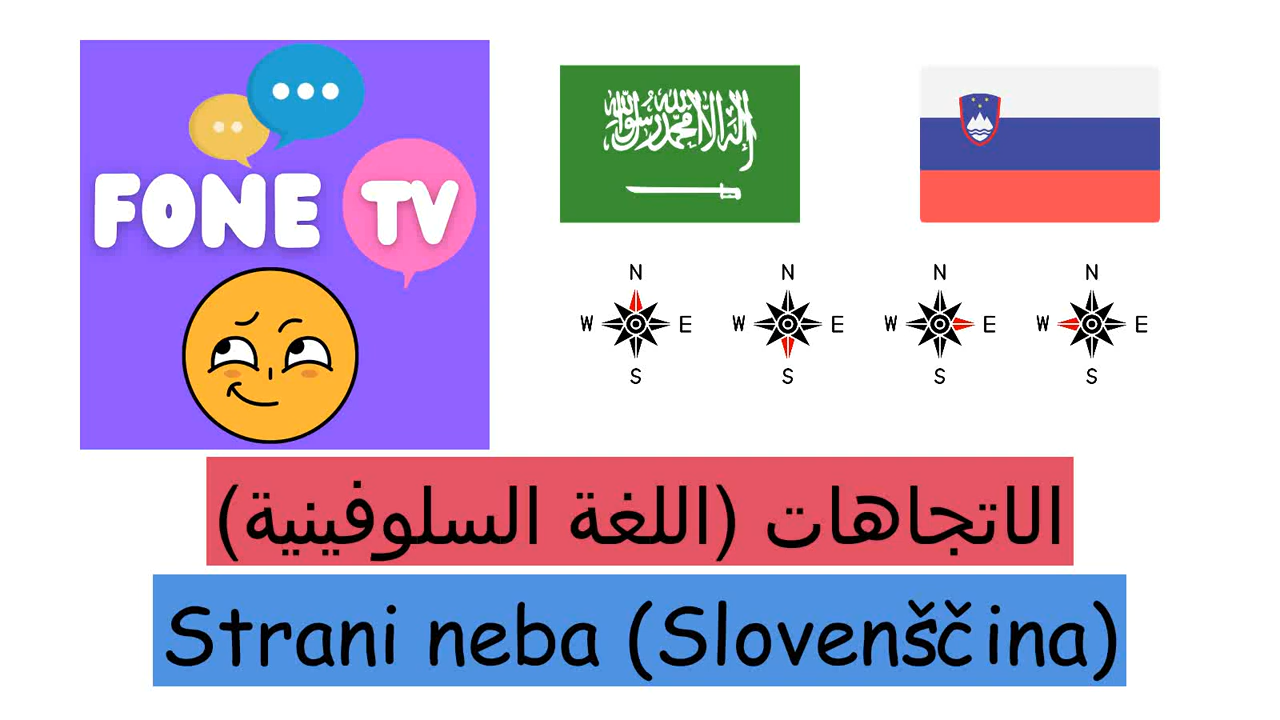 FONE TV
لا إله إلا الله محمد رسول الله
N N N N
W E W E W E W E
S S S S
الاتجاهات (اللغة السلوفينية)
Strani neba (Slovenščina)